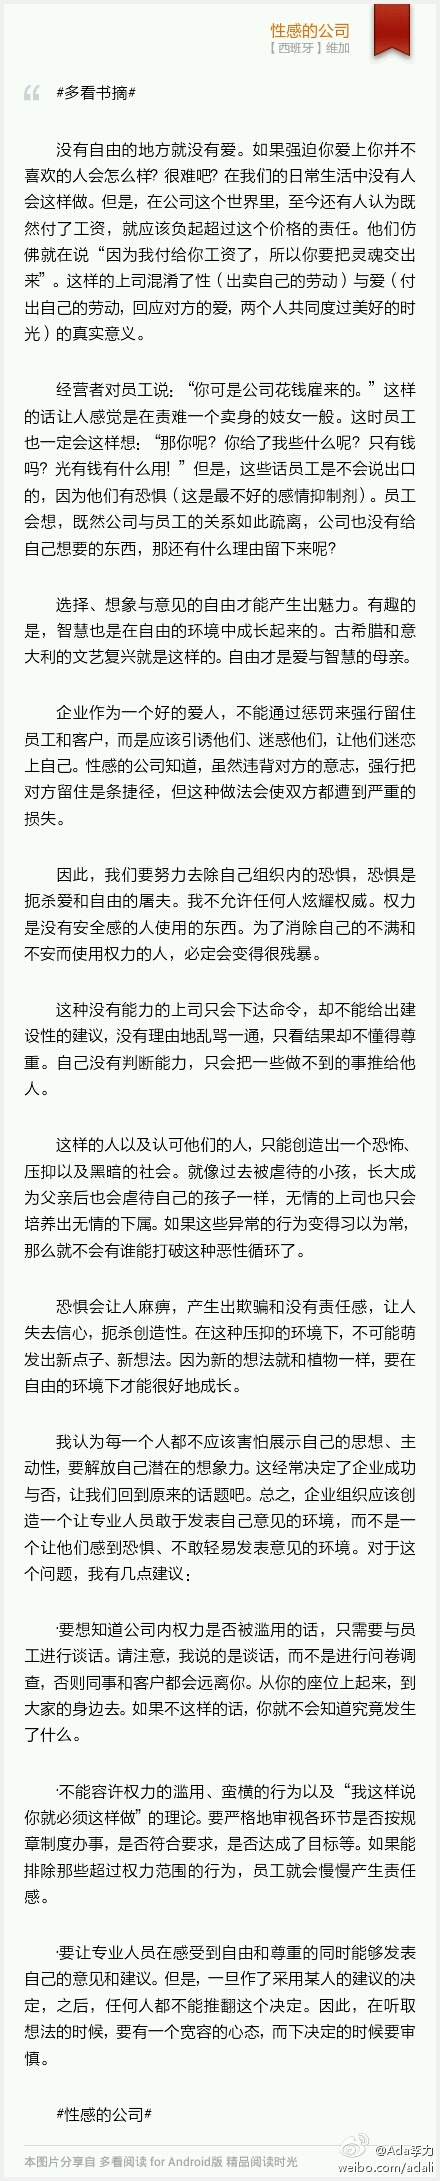 性感的公司
【西班牙】维加
“ #多看书摘#
没有自由的地方就没有爱。如果强迫你爱上你并不
喜欢的人会怎么样？很难吧？在我们的日常生活中没有人
会这样做。但是，在公司这个世界里，至今还有人认为既
然付了工资，就应该负起超过这个价格的责任。他们仿
佛就在说“因为我付给你工资了，所以你要把灵魂交出
来”。这样的上司混淆了性（出卖自己的劳动）与爱（付
出自己的劳动，回应对方的爱，两个人共同度过美好的时
光）的真实意义。
经营者对员工说：“你可是公司花钱雇来的。”这样
的话让人感觉是在责难一个卖身的妓女一般。这时员工
也一定会这样想：“那你呢？你给了我些什么呢？只有钱
吗？光有钱有什么用！”但是，这些话员工是不会说出口
的，因为他们有恐惧（这是最不好的感情抑制剂）。员工
会想，既然公司与员工的关系如此疏离，公司也没有给
自己想要的东西，那还有什么理由留下来呢？
选择、想象与意见的自由才能产生出魅力。有趣的
是，智慧也是在自由的环境中成长起来的。古希腊和意
大利的文艺复兴就是这样的。自由才是爱与智慧的母亲。
企业作为一个好的爱人，不能通过惩罚来强行留住
员工和客户，而是应该引诱他们、迷惑他们，让他们迷恋
上自己。性感的公司知道，虽然违背对方的意志，强行把
对方留住是条捷径，但这种做法会使双方都遭到严重的
损失。
因此，我们要努力去除自己组织内的恐惧，恐惧是
扼杀爱和自由的屠夫。我不允许任何人炫耀权威。权力
是没有安全感的人使用的东西。为了消除自己的不满和
不安而使用权力的人，必定会变得很残暴。
这种没有能力的上司只会下达命令，却不能给出建
设性的建议，没有理由地乱骂一通，只看结果却不懂得尊
重。自己没有判断能力，只会把一些做不到的事推给他
人。
这样的人以及认可他们的人，只能创造出一个恐怖、
压抑以及黑暗的社会。就像过去被虐待的小孩，长大成
为父亲后也会虐待自己的孩子一样，无情的上司也只会
培养出无情的下属。如果这些异常的行为变得习以为常，
那么就不会有谁能打破这种恶性循环了。
恐惧会让人麻痹，产生出欺骗和没有责任感，让人
失去信心，扼杀创造性。在这种压抑的环境下，不可能萌
发出新点子、新想法。因为新的想法就和植物一样，要在
自由的环境下才能很好地成长。
我认为每一个人都不应该害怕展示自己的思想、主
动性，要解放自己潜在的想象力。这经常决定了企业成功
与否，让我们回到原来的话题吧。总之，企业组织应该创
造一个让专业人员敢于发表自己意见的环境，而不是一
个让他们感到恐惧、不敢轻易发表意见的环境。对于这
个问题，我有几点建议：
·要想知道公司内权力是否被滥用的话，只需要与员
工进行谈话。请注意，我说的是谈话，而不是进行问卷调
查，否则同事和客户都会远离你。从你的座位上起来，到
大家的身边去。如果不这样的话，你就不会知道究竟发生
了什么。
·不能容许权力的滥用、蛮横的行为以及“我这样说
你就必须这样做”的理论。要严格地审视各环节是否按规
章制度办事，是否符合要求，是否达成了目标等。如果能
排除那些超过权力范围的行为，员工就会慢慢产生责任
感。
·要让专业人员在感受到自由和尊重的同时能够发表
自己的意见和建议。但是，一旦作了采用某人的建议的决
定，之后，任何人都不能推翻这个决定。因此，在听取
想法的时候，要有一个宽容的心态，而下决定的时候要审
慎。
#性感的公司#
本图片分享自 多看阅读 for Android版 精品阅读时光
@Ada李力
weibo.com/adali